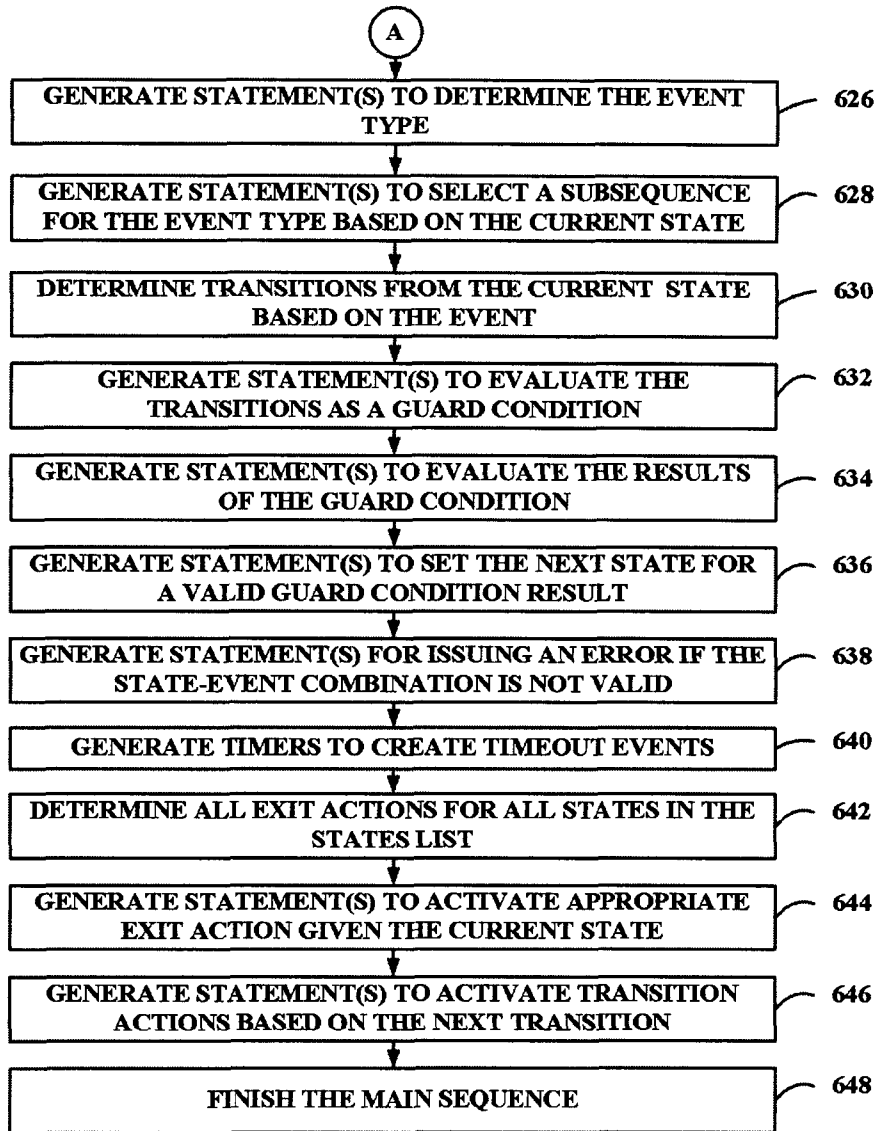 A
GENERATE STATEMENT(S) TO DETERMINE THE EVENT
TYPE
626
GENERATE STATEMENT(S) TO SELECT A SUBSEQUENCE
FOR THE EVENT TYPE BASED ON THE CURRENT STATE
628
DETERMINE TRANSITIONS FROM THE CURRENT STATE
BASED ON THE EVENT
630
GENERATE STATEMENT(S) TO EVALUATE THE
TRANSITIONS AS A GUARD CONDITION
632
GENERATE STATEMENT(S) TO EVALUATE THE RESULTS
OF THE GUARD CONDITION
634
GENERATE STATEMENT(S) TO SET THE NEXT STATE FOR
A VALID GUARD CONDITION RESULT
636
GENERATE STATEMENT(S) FOR ISSUING AN ERROR IF THE
STATE-EVENT COMBINATION IS NOT VALID
638
GENERATE TIMERS TO CREATE TIMEOUT EVENTS
640
DETERMINE ALL EXIT ACTIONS FOR ALL STATES IN THE
STATES LIST
642
GENERATE STATEMENT(S) TO ACTIVATE APPROPRIATE
EXIT ACTION GIVEN THE CURRENT STATE
644
GENERATE STATEMENT(S) TO ACTIVATE TRANSITION
ACTIONS BASED ON THE NEXT TRANSITION
646
FINISH THE MAIN SEQUENCE
648